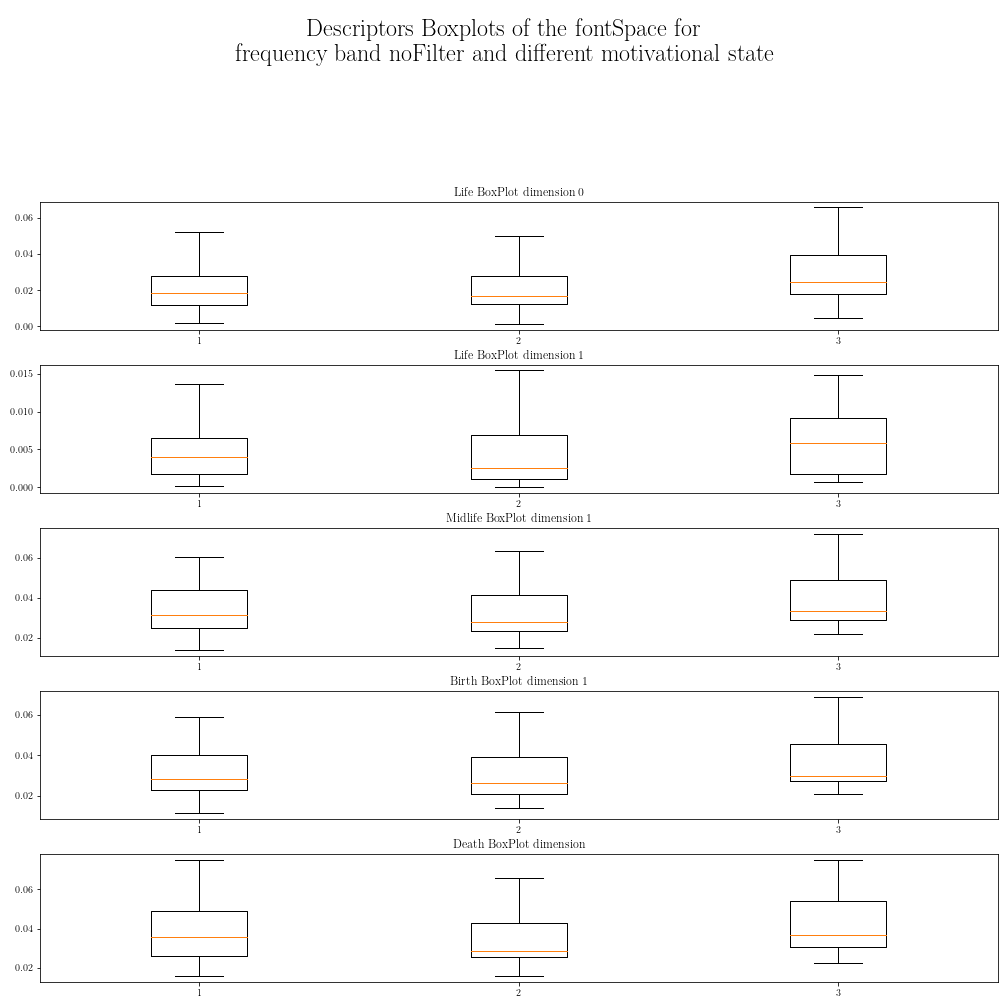 Descriptors Boxplots of the fontSpace for
frequency band noFilter and different motivational state
Life BoxPlot dimension 0
0.06
0.04
0.02
0.00
1 2 3
Life BoxPlot dimension 1
0.015
0.010
0.005
0.000
1 2 3
Midlife BoxPlot dimension 1
0.06
0.04
0.02
1 2 3
Birth BoxPlot dimension 1
0.06
0.04
0.02
1 2 3
Death BoxPlot dimension
0.06
0.04
0.02
1 2 3